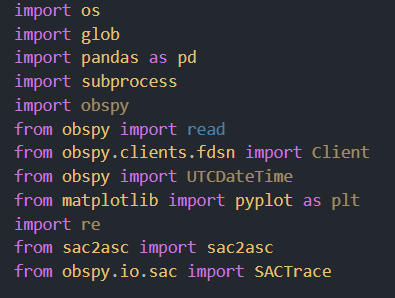 import os
import glob
import pandas as pd
import subprocess
import obspy
from obspy import read
from obspy.clients.fdsn import Client
from obspy import UTCDateTime
from matplotlib import pyplot as plt
import re
from sac2asc import sac2asc
from obspy.io.sac import SACTrace